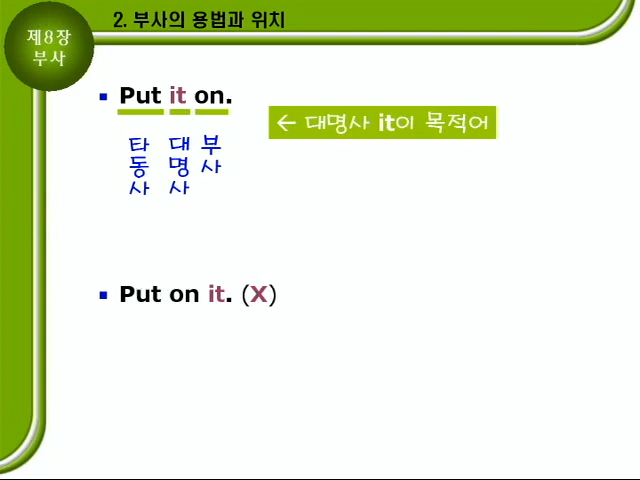 제8장
부사
2. 부사의 용법과 위치
▪ Put it on.
← 대명사 it이 목적어
타동사 대명사 부사
▪ Put on it. (X)